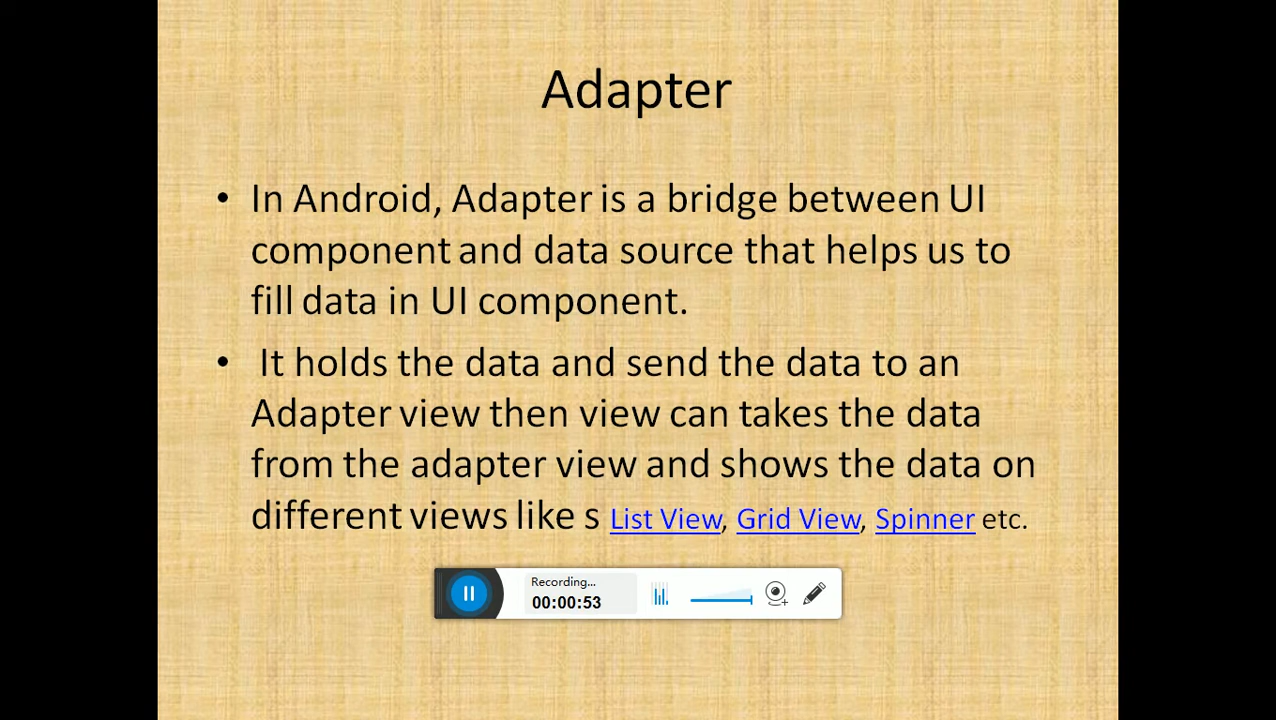 Adapter
• In Android, Adapter is a bridge between UI
component and data source that helps us to
fill data in UI component.
• It holds the data and send the data to an
Adapter view then view can takes the data
from the adapter view and shows the data on
different views like s List View, Grid View, Spinner etc.
Recording...
00:00:53